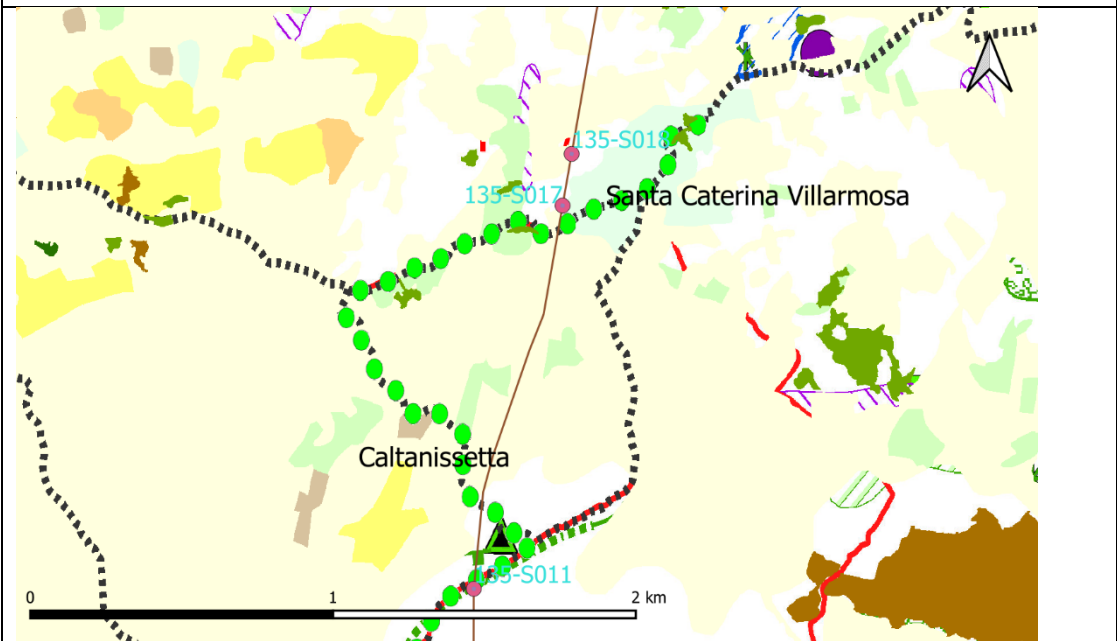 135-S018
135-S017
Santa Caterina Villarmosa
Caltanissetta
135-S011
0 1 2 km